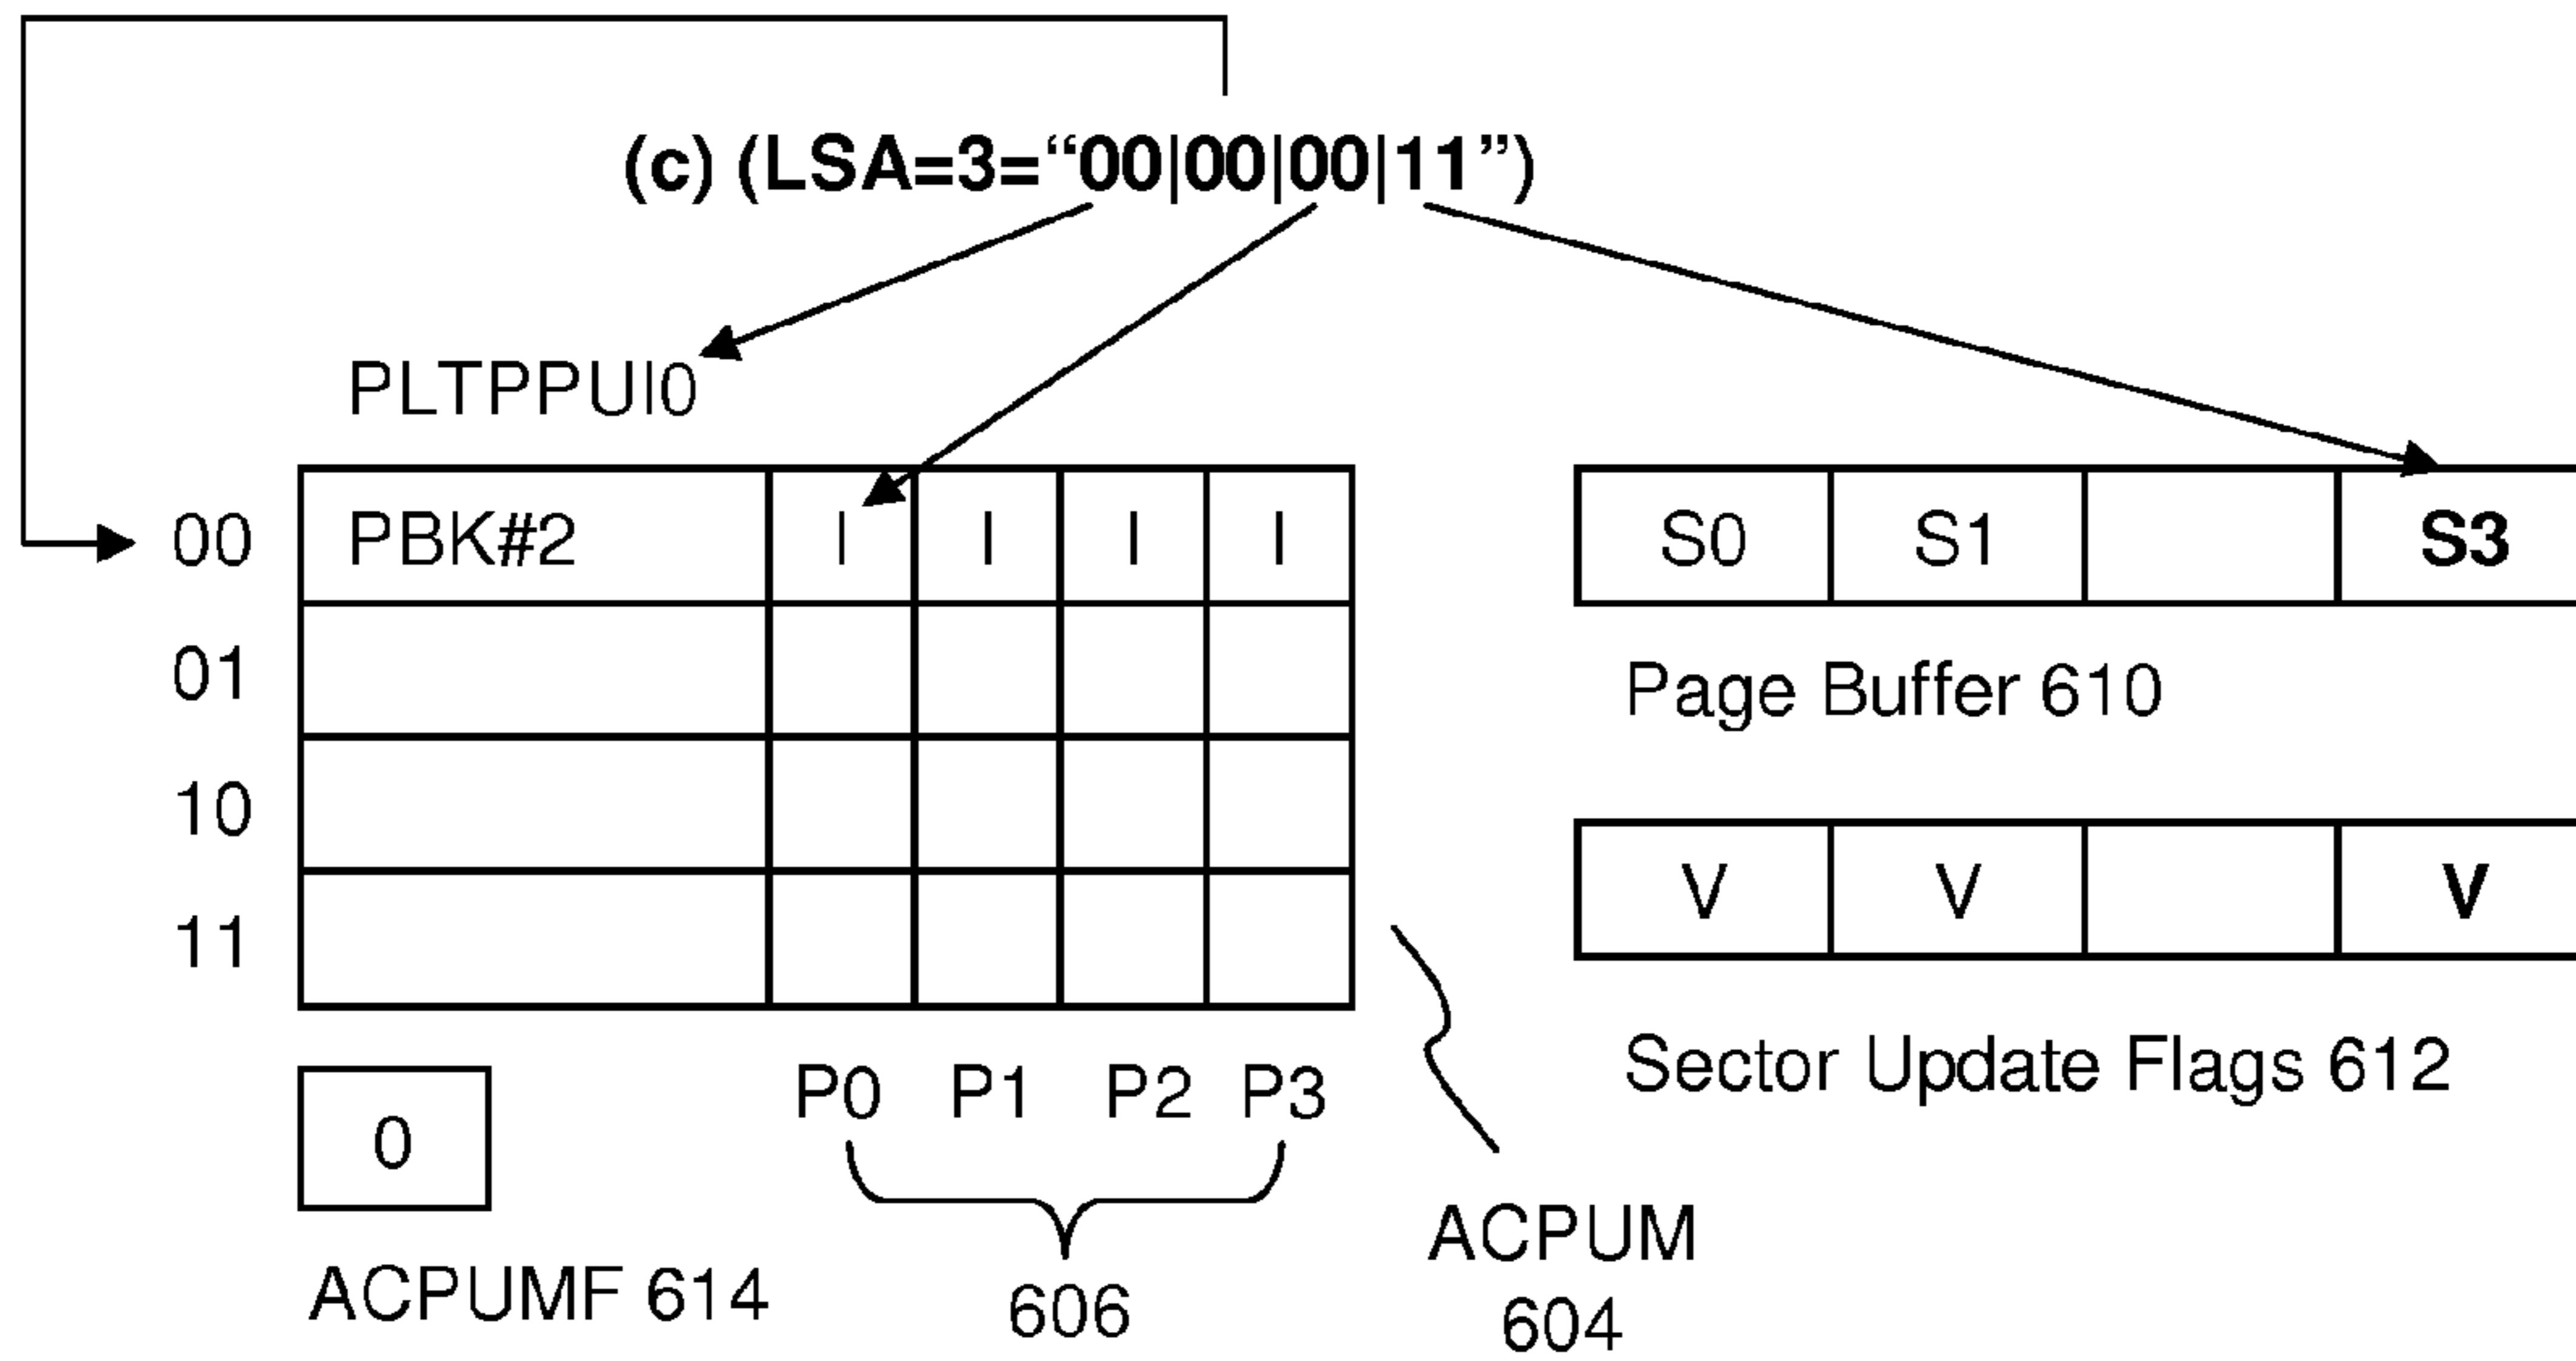 (c) (LSA=3=“00|00|00|11”)
PLTPPUI0
00 PBK#2 I I I I S0 S1 S3
01
Page Buffer 610
10
V V V
11
Sector Update Flags 612
P0 P1 P2 P3
0
ACPUM
ACPUMF 614
606
604